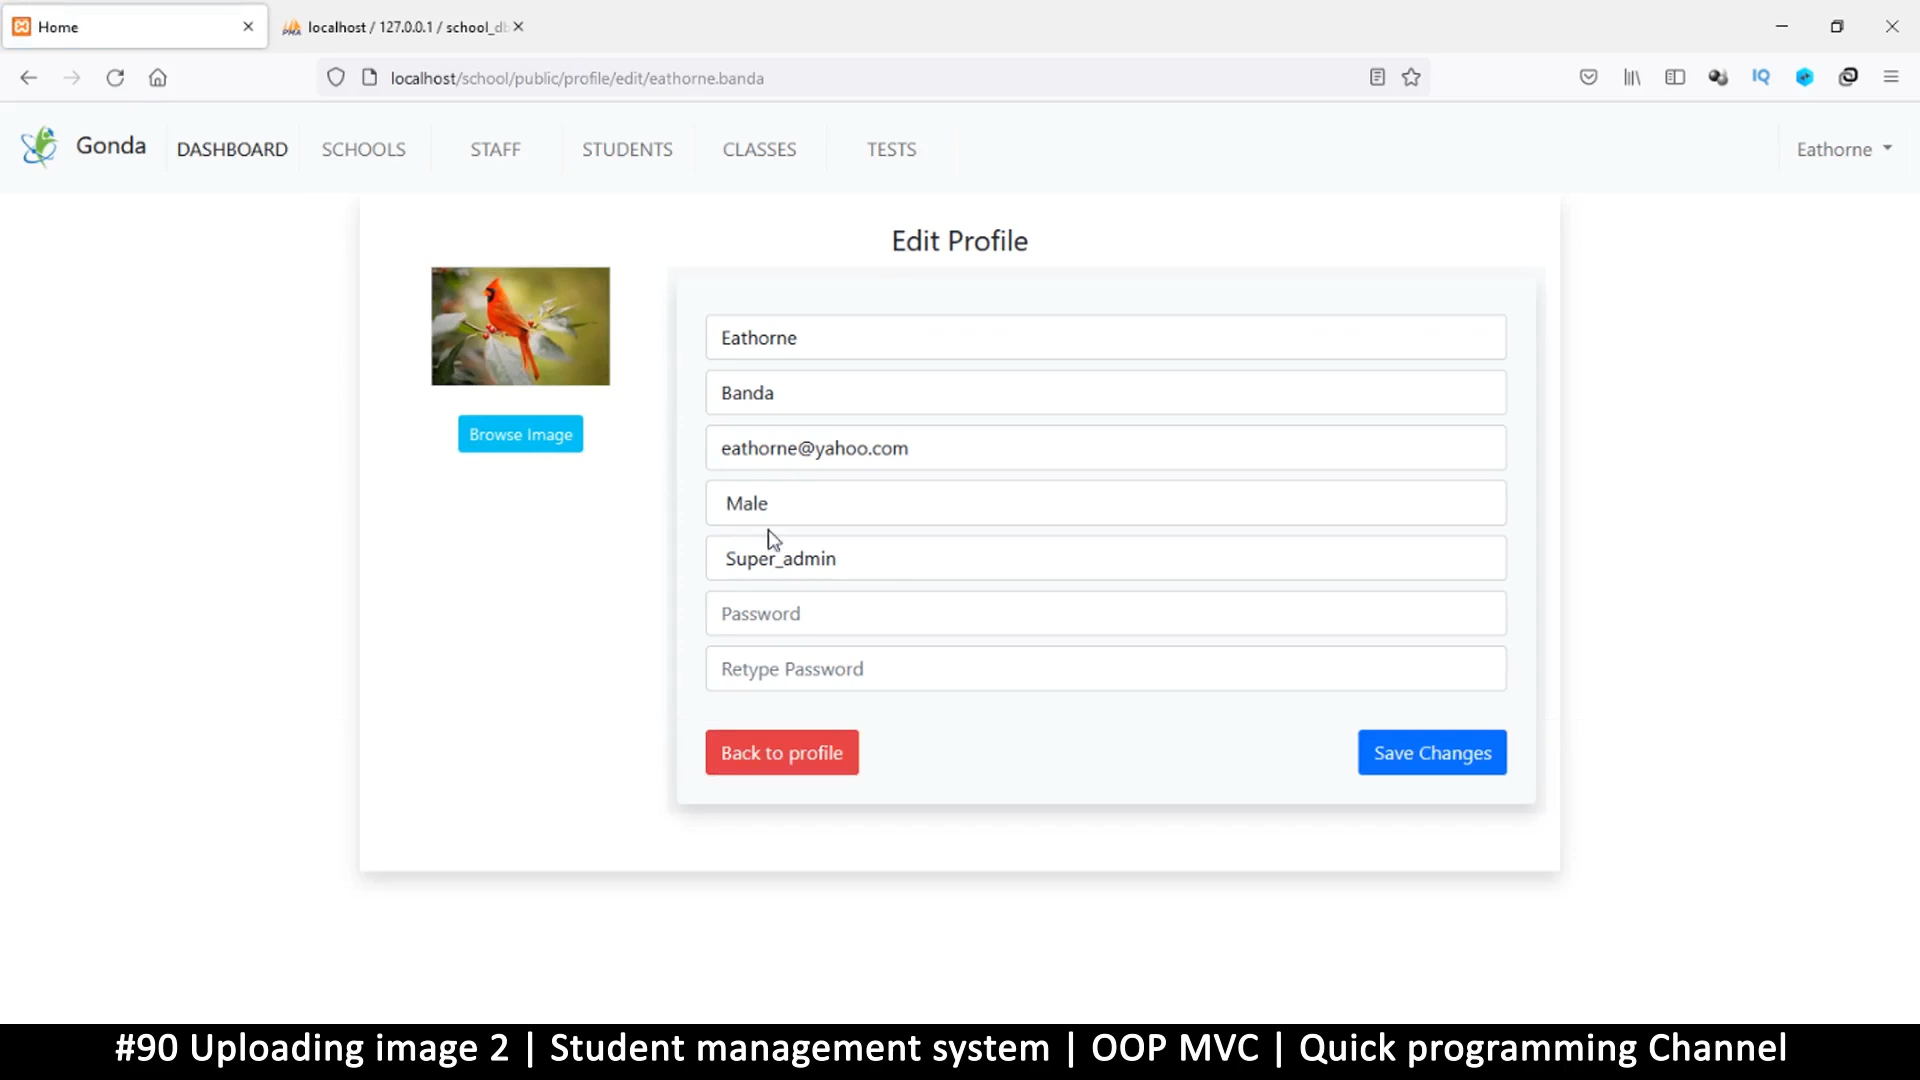 Home
localhost / 127.0.0.1 / school_db
localhost/school/public/profile/edit/eathorne.banda
IQ
Gonda
DASHBOARD
SCHOOLS
STAFF
STUDENTS
CLASSES
TESTS
Eathorne
Edit Profile
Browse Image
Eathorne
Banda
eathorne@yahoo.com
Male
Super_admin
Password
Retype Password
Back to profile
Save Changes
#90 Uploading image 2 | Student management system | OOP MVC | Quick programming Channel